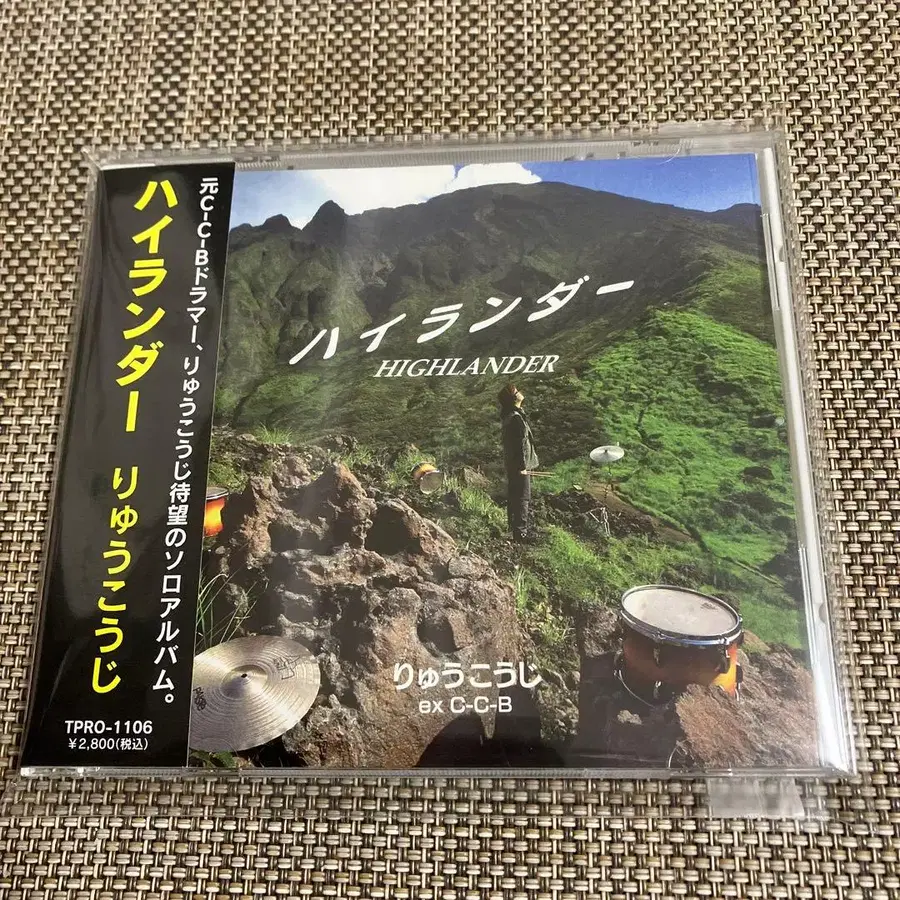 元C-C-Bドラマー、りゅうこうじ待望のソロアルバム。
ハイランダー りゅうこうじ
TPRO-1106
¥2,800(税込)
ハイランダー
HIGHLANDER
りゅうこうじ
ex C-C-B